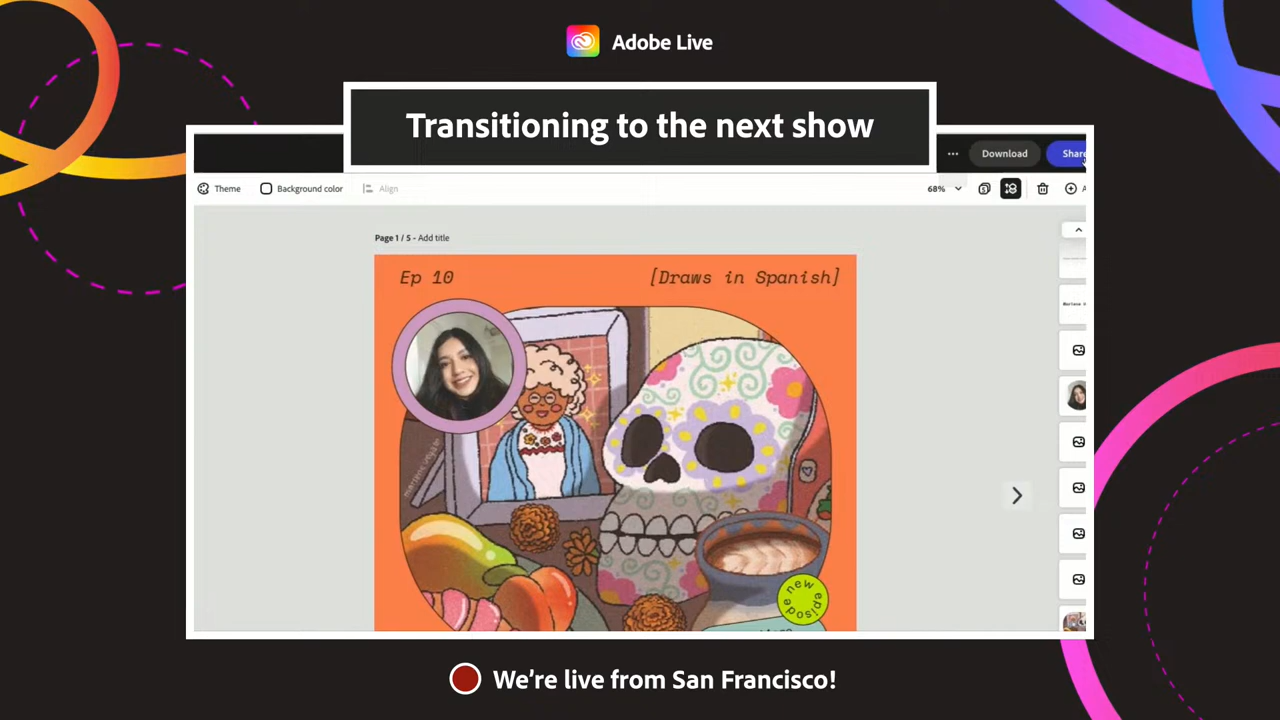 Adobe Live
Transitioning to the next show
Download
Share
Theme
Background color
Align
68%
Page 1 / 5 - Add title
Ep 10
[Draws in Spanish]
new episode
We're live from San Francisco!